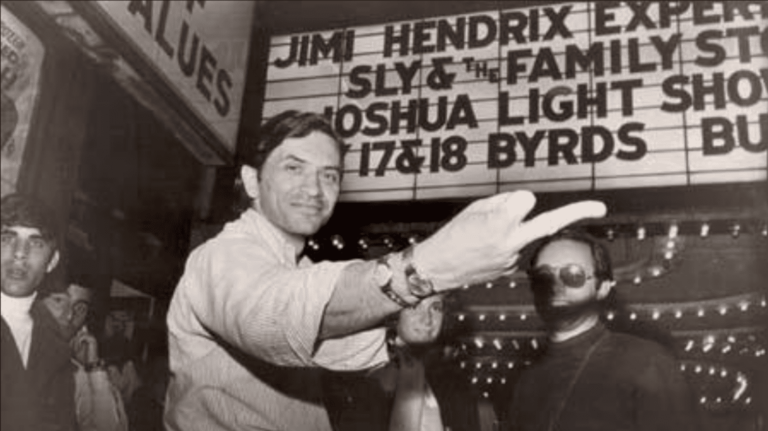 ALUES
JIMI HENDRIX EXPER
SLY & THE FAMILY STO
JOSHUA LIGHT SHOW
17&18 BYRDS BU